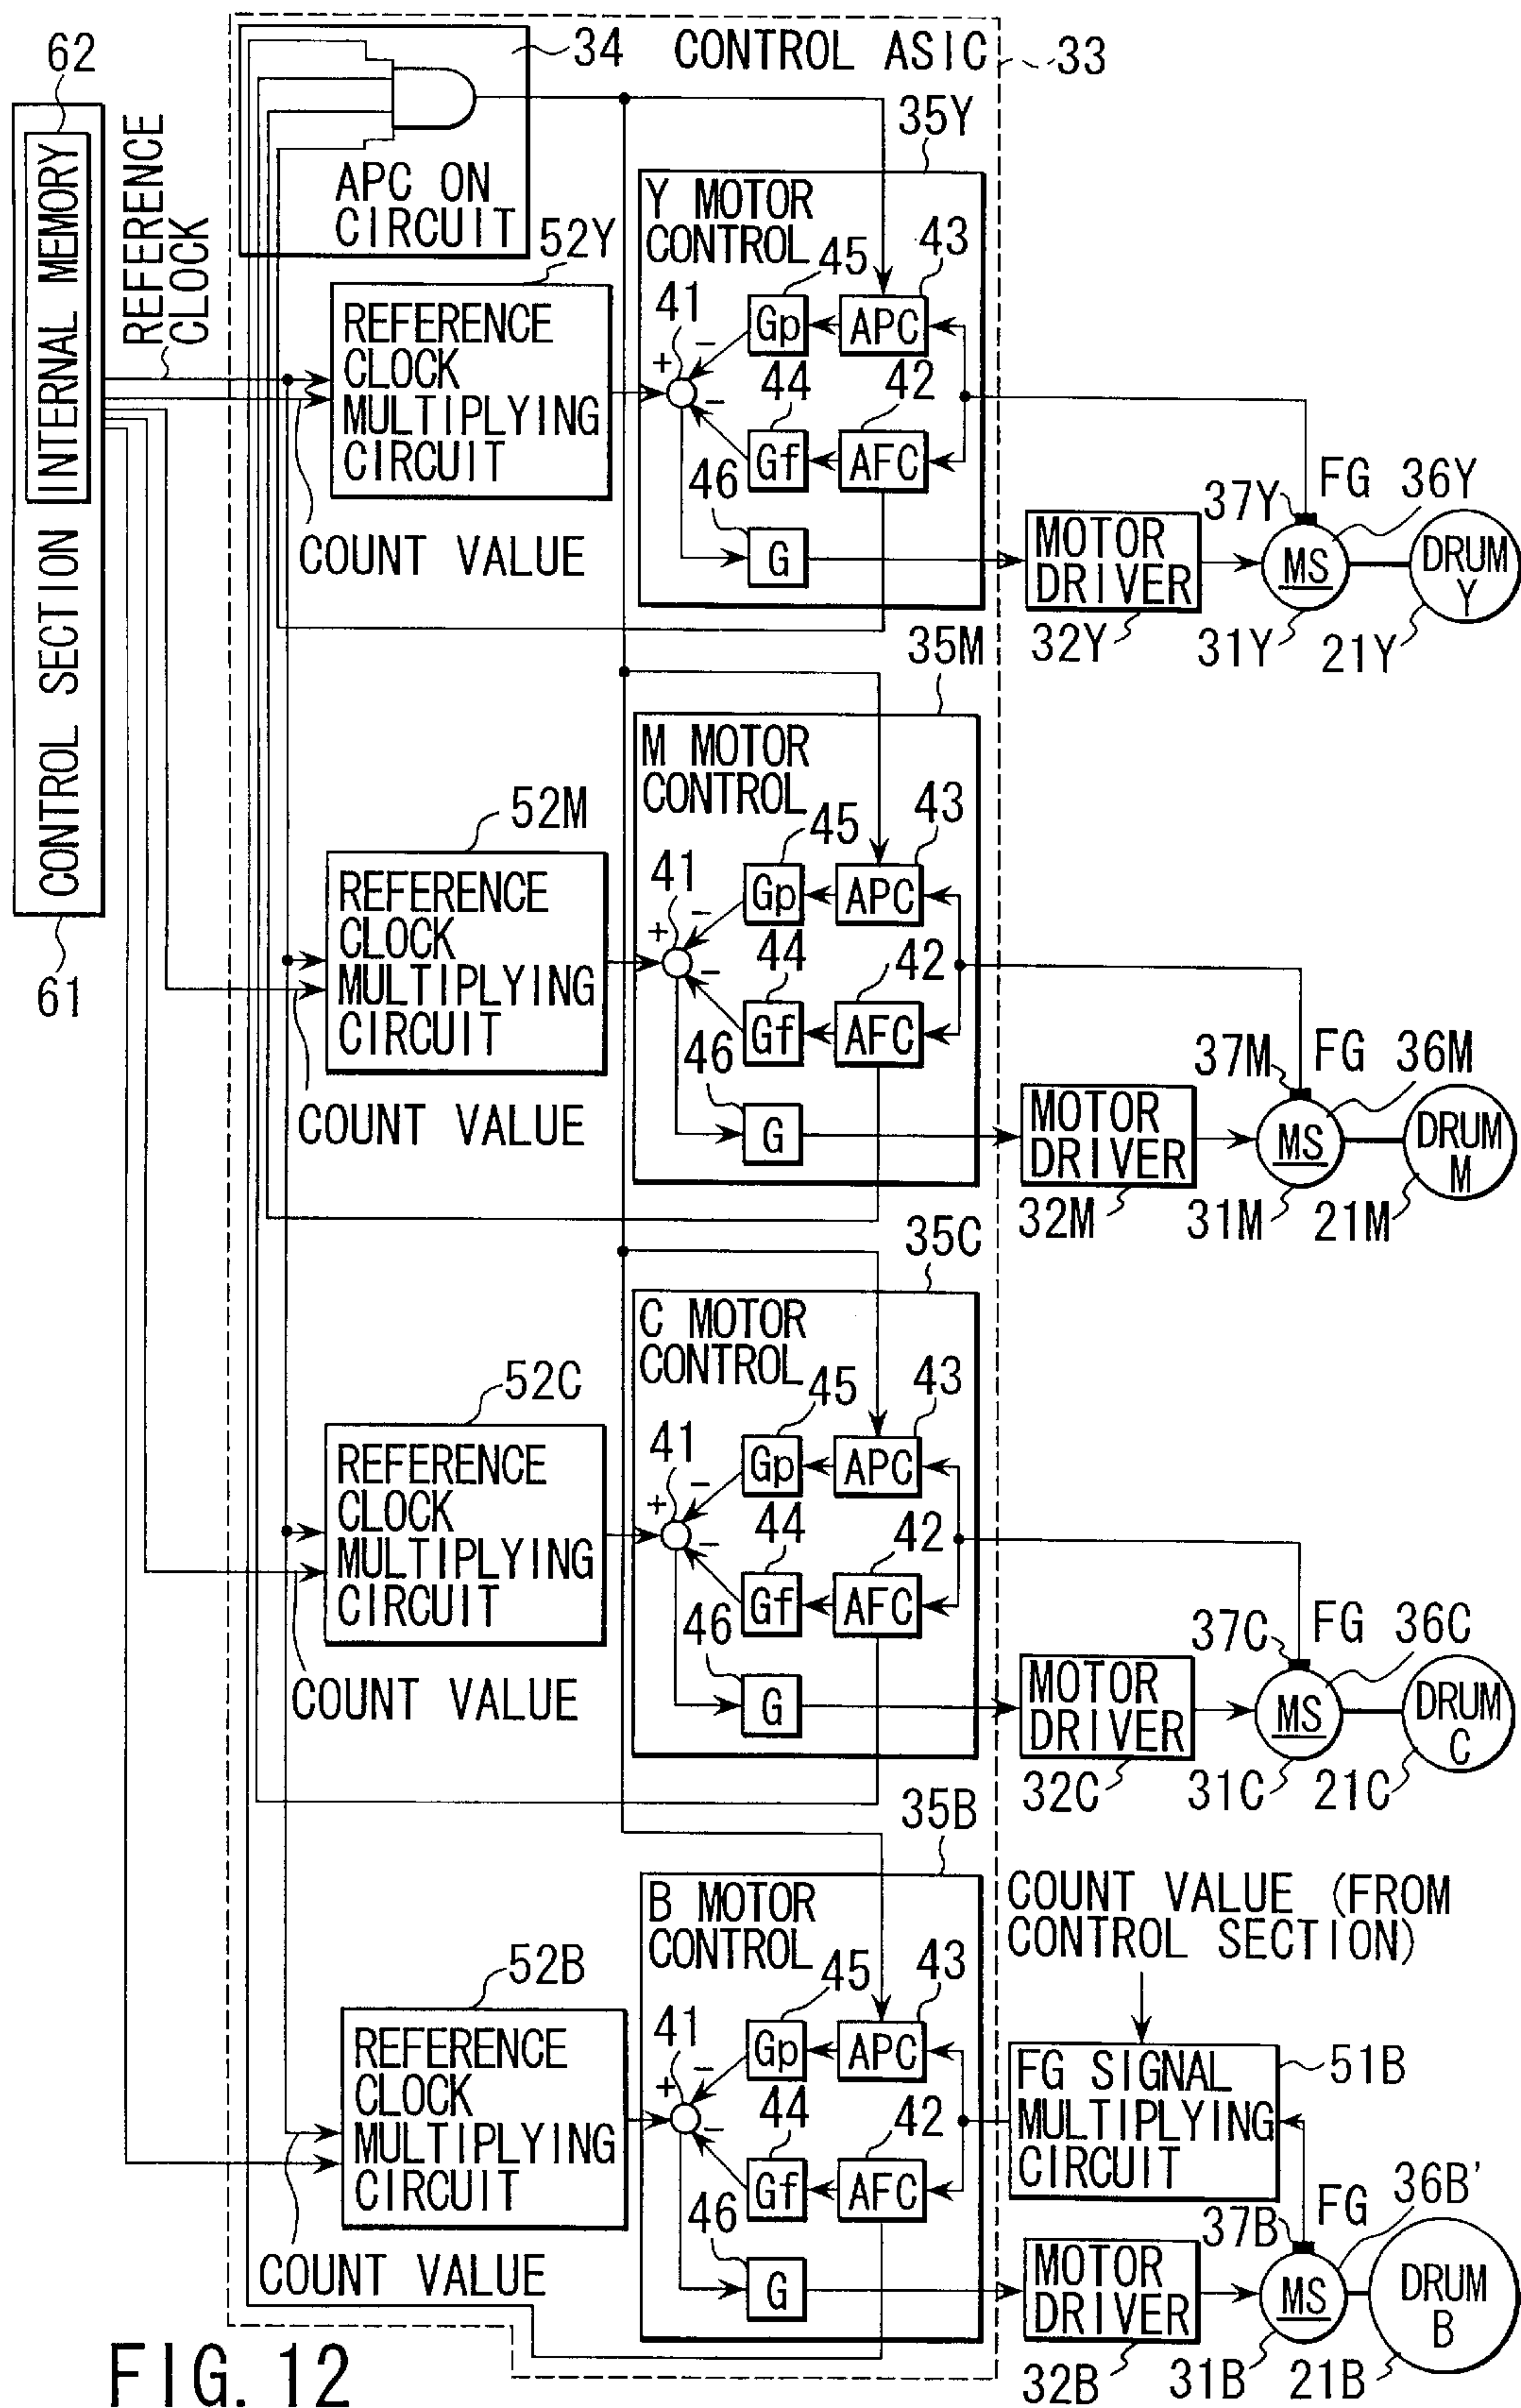 62
34
CONTROL ASIC
33
INTERNAL MEMORY
CONTROL SECTION
61
REFERENCE
CLOCK
APC ON
CIRCUIT
35Y
52Y
REFERENCE
CLOCK
MULTIPLYING
CIRCUIT
COUNT VALUE
Y MOTOR
CONTROL
45
43
41
Gp
APC
+
-
-
44
42
Gf
AFC
46
G
MOTOR
DRIVER
32Y
37Y
FG
36Y
MS
31Y
DRUM
Y
21Y
35M
52M
REFERENCE
CLOCK
MULTIPLYING
CIRCUIT
COUNT VALUE
M MOTOR
CONTROL
45
43
41
Gp
APC
+
-
-
44
42
Gf
AFC
46
G
MOTOR
DRIVER
32M
37M
FG
36M
MS
31M
DRUM
M
21M
35C
52C
REFERENCE
CLOCK
MULTIPLYING
CIRCUIT
COUNT VALUE
C MOTOR
CONTROL
45
43
41
Gp
APC
+
-
-
44
42
Gf
AFC
46
G
MOTOR
DRIVER
32C
37C
FG
36C
MS
31C
DRUM
C
21C
35B
52B
REFERENCE
CLOCK
MULTIPLYING
CIRCUIT
COUNT VALUE
B MOTOR
CONTROL
45
43
41
Gp
APC
+
-
-
44
42
Gf
AFC
46
G
COUNT VALUE (FROM
CONTROL SECTION)
FG SIGNAL
MULTIPLYING
CIRCUIT
51B
MOTOR
DRIVER
32B
37B
FG
36B'
MS
31B
DRUM
B
21B
FIG. 12